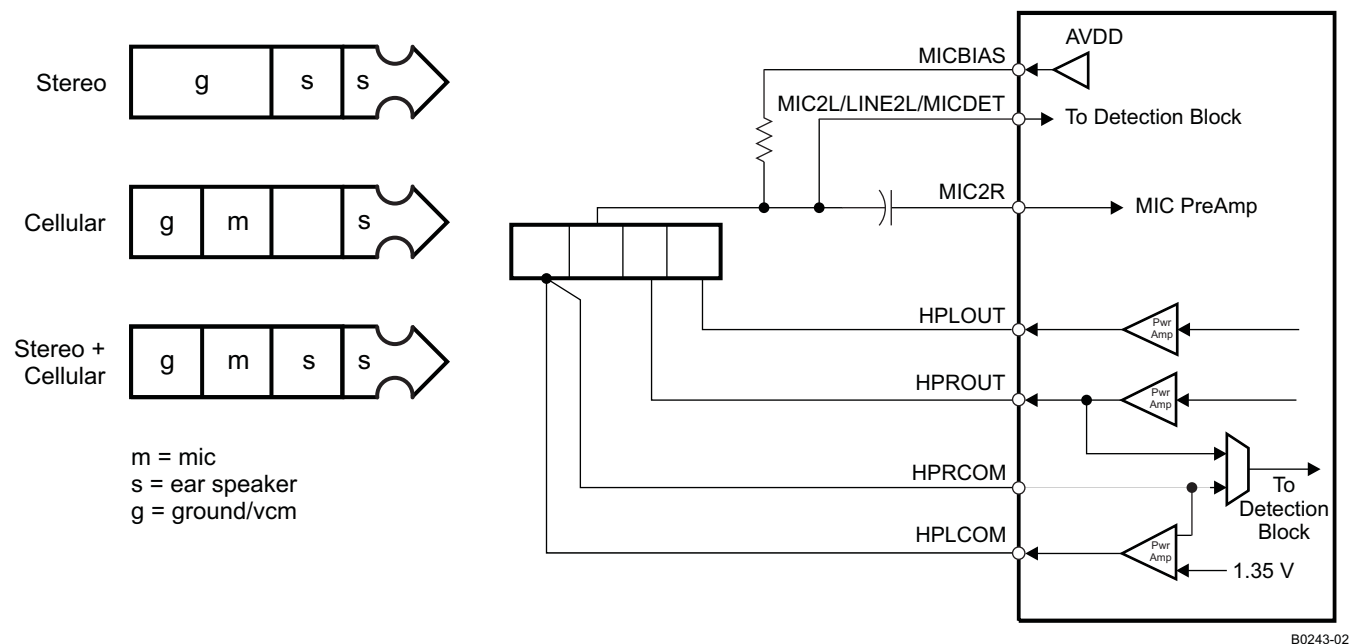 Stereo
g
s
s
Cellular
g
m
s
Stereo +
Cellular
g
m
s
s
m = mic
s = ear speaker
g = ground/vcm
MICBIAS
AVDD
MIC2L/LINE2L/MICDET
To Detection Block
MIC2R
MIC PreAmp
HPLOUT
Pwr
Amp
HPROUT
Pwr
Amp
HPRCOM
To
Detection
Block
HPLCOM
Pwr
Amp
1.35 V
B0243-02